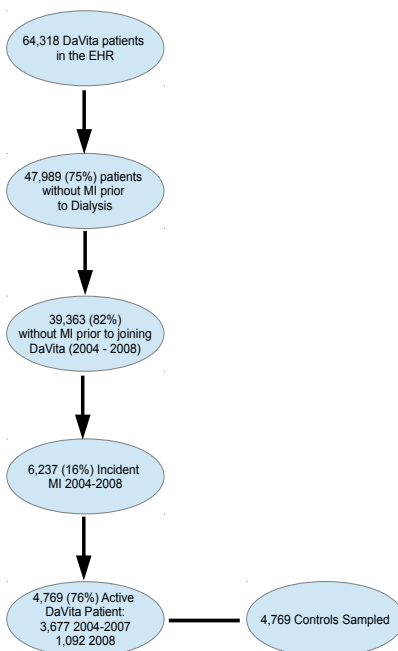 64,318 DaVita patients
in the EHR
47,989 (75%) patients
without MI prior
to Dialysis
39,363 (82%)
without MI prior to joining
DaVita (2004 - 2008)
6,237 (16%) Incident
MI 2004-2008
4,769 (76%) Active
DaVita Patient:
3,677 2004-2007
1,092 2008
4,769 Controls Sampled